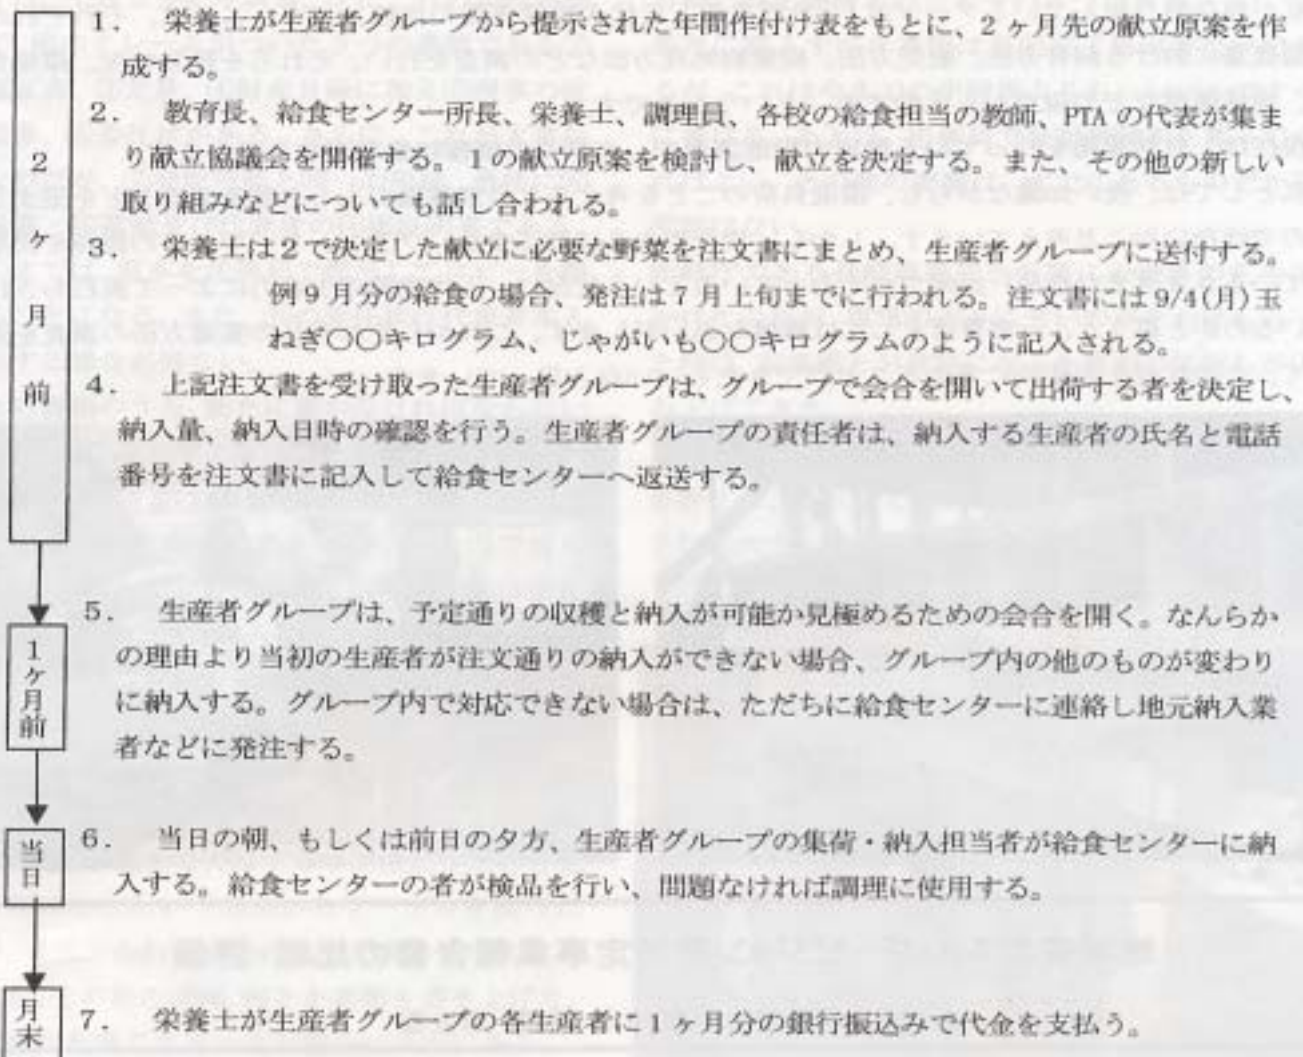 2ヶ月前
1. 栄養士が生産者グループから提示された年間作付け表をもとに、2ヶ月先の献立原案を作
成する。
2. 教育長、給食センター所長、栄養士、調理員、各校の給食担当の教師、PTAの代表が集ま
り献立協議会を開催する。1の献立原案を検討し、献立を決定する。また、その他の新しい
取り組みなどについても話し合われる。
3. 栄養士は2で決定した献立に必要な野菜を注文書にまとめ、生産者グループに送付する。
例9月分の給食の場合、発注は7月上旬までに行われる。注文書には9/4(月)玉
ねぎ〇〇キログラム、じゃがいも〇〇キログラムのように記入される。
4. 上記注文書を受け取った生産者グループは、グループで会合を開いて出荷する者を決定し、
納入量、納入日時の確認を行う。生産者グループの責任者は、納入する生産者の氏名と電話
番号を注文書に記入して給食センターへ返送する。
1ヶ月前
5. 生産者グループは、予定通りの収穫と納入が可能か見極めるための会合を開く。なんらか
の理由より当初の生産者が注文通りの納入ができない場合、グループ内の他のものが変わり
に納入する。グループ内で対応できない場合は、ただちに給食センターに連絡し地元納入業
者などに発注する。
当日
6. 当日の朝、もしくは前日の夕方、生産者グループの集荷・納入担当者が給食センターに納
入する。給食センターの者が検品を行い、問題なければ調理に使用する。
月末
7. 栄養士が生産者グループの各生産者に1ヶ月分の銀行振込みで代金を支払う。